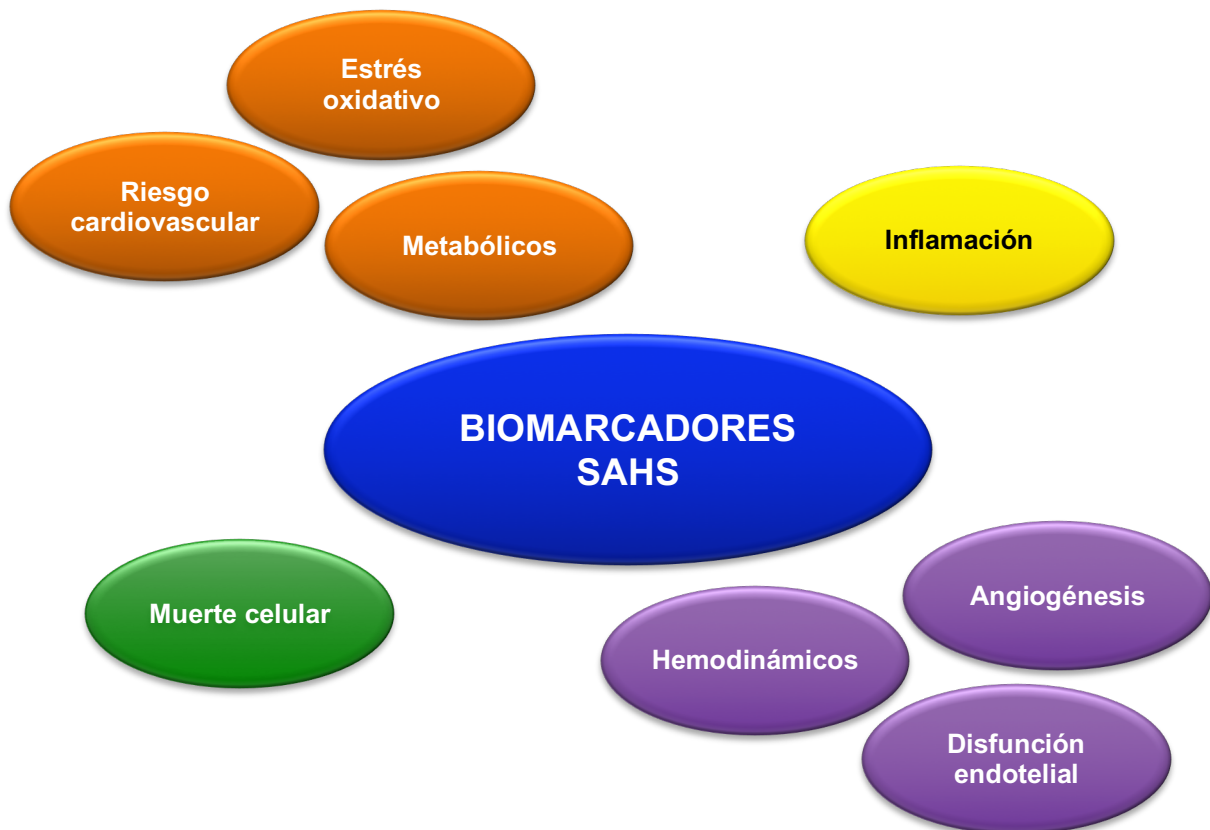 Estrés
oxidativo
Riesgo
cardiovascular
Metabólicos
Inflamación
BIOMARCADORES
SAHS
Muerte celular
Angiogénesis
Hemodinámicos
Disfunción
endotelial